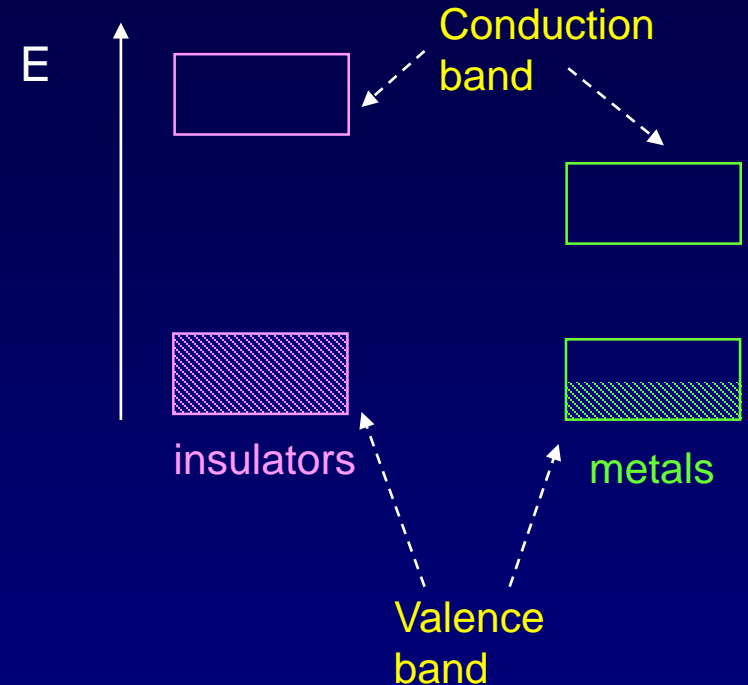 Conduction
band
E
insulators
metals
Valence
band